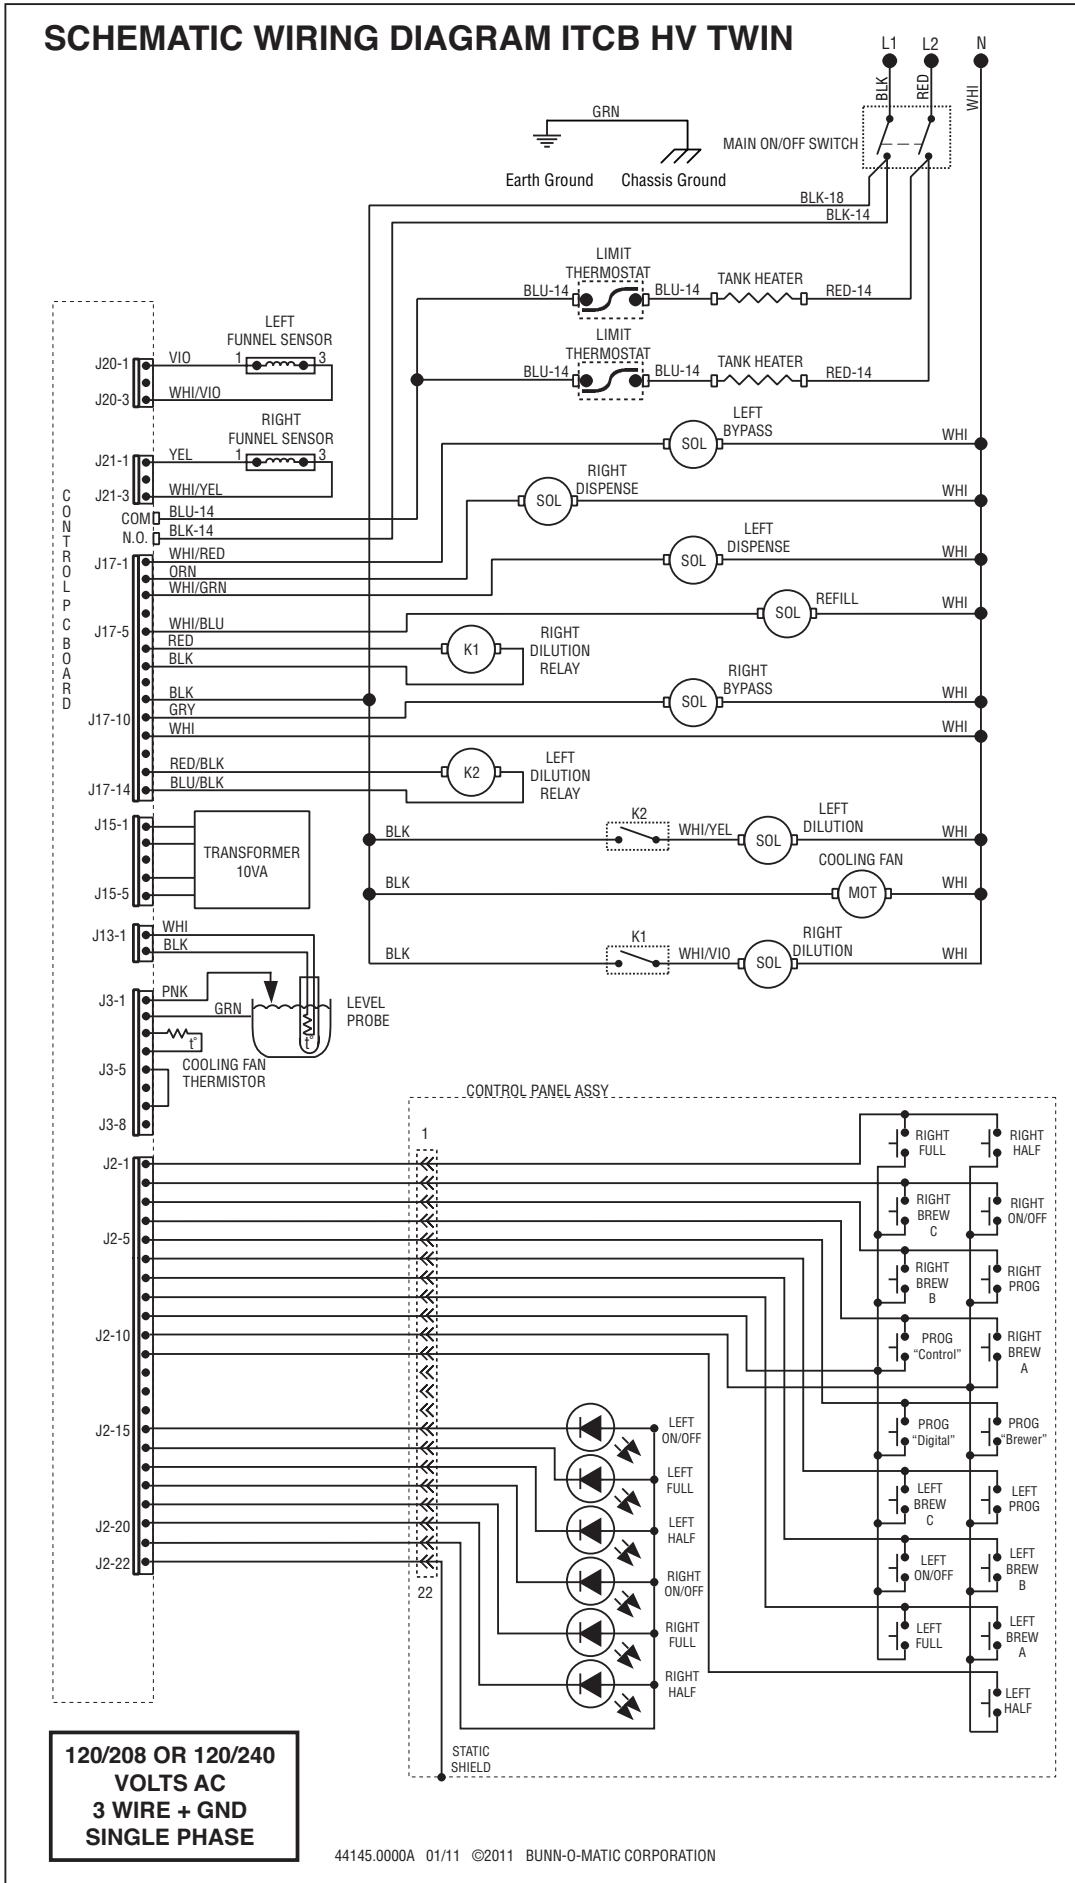 SCHEMATIC WIRING DIAGRAM ITCB HV TWIN
L1
L2
N
BLK
RED
WHI
GRN
MAIN ON/OFF SWITCH
Earth Ground
Chassis Ground
BLK-18
BLK-14
LIMIT
THERMOSTAT
BLU-14
BLU-14
TANK HEATER
RED-14
LIMIT
THERMOSTAT
BLU-14
BLU-14
TANK HEATER
RED-14
CONTROL PC BOARD
LEFT
FUNNEL SENSOR
J20-1
VIO
1
3
J20-3
WHI/VIO
RIGHT
FUNNEL SENSOR
J21-1
YEL
1
3
J21-3
WHI/YEL
COM
BLU-14
N.O.
BLK-14
LEFT
BYPASS
SOL
WHI
RIGHT
DISPENSE
SOL
WHI
LEFT
DISPENSE
SOL
WHI
J17-1
WHI/RED
ORN
WHI/GRN
REFILL
SOL
WHI
J17-5
WHI/BLU
RED
BLK
K1
RIGHT
DILUTION
RELAY
RIGHT
BYPASS
SOL
WHI
BLK
J17-10
GRY
WHI
WHI
RED/BLK
J17-14
BLU/BLK
K2
LEFT
DILUTION
RELAY
J15-1
J15-5
TRANSFORMER
10VA
BLK
K2
WHI/YEL
SOL
LEFT
DILUTION
WHI
BLK
COOLING FAN
MOT
WHI
BLK
K1
WHI/VIO
SOL
RIGHT
DILUTION
WHI
J13-1
WHI
BLK
J3-1
PNK
GRN
LEVEL
PROBE
t°
t°
COOLING FAN
THERMISTOR
J3-5
J3-8
CONTROL PANEL ASSY
1
22
J2-1
J2-5
J2-10
J2-15
J2-20
J2-22
RIGHT
FULL
RIGHT
HALF
RIGHT
BREW
C
RIGHT
ON/OFF
RIGHT
BREW
B
RIGHT
PROG
PROG
"Control"
RIGHT
BREW
A
PROG
"Digital"
PROG
"Brewer"
LEFT
BREW
C
LEFT
PROG
LEFT
ON/OFF
LEFT
BREW
B
LEFT
FULL
LEFT
BREW
A
LEFT
HALF
LEFT
ON/OFF
LEFT
FULL
LEFT
HALF
RIGHT
ON/OFF
RIGHT
FULL
RIGHT
HALF
STATIC
SHIELD
120/208 OR 120/240
VOLTS AC
3 WIRE + GND
SINGLE PHASE
44145.0000A 01/11 ©2011 BUNN-O-MATIC CORPORATION